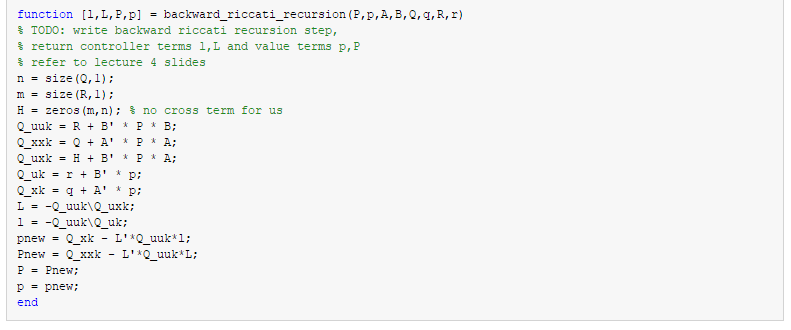 function [l,L,P,p] = backward_riccati_recursion(P,p,A,B,Q,q,R,r)
% TODO: write backward riccati recursion step,
% return controller terms l,L and value terms p,P
% refer to lecture 4 slides
n = size(Q,1);
m = size(R,1);
H = zeros(m,n); % no cross term for us
Q_uuk = R + B' * P * B;
Q_xxk = Q + A' * P * A;
Q_uxk = H + B' * P * A;
Q_uk = r + B' * p;
Q_xk = q + A' * p;
L = -Q_uuk\Q_uxk;
l = -Q_uuk\Q_uk;
pnew = Q_xk - L'*Q_uuk*l;
Pnew = Q_xxk - L'*Q_uuk*L;
P = Pnew;
p = pnew;
end